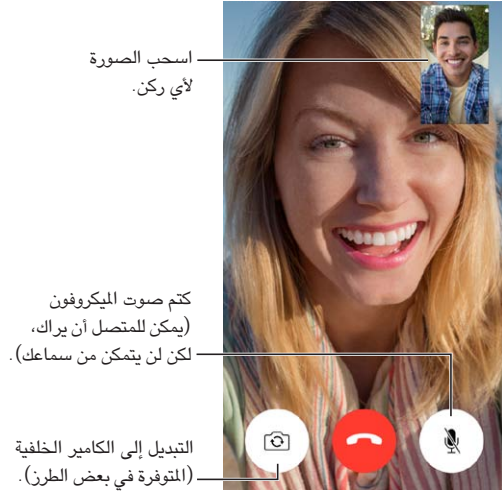 اسحب الصورة
لأي ركن.
كتم صوت الميكروفون
(يمكن للمتصل أن يراك،
لكن لن يتمكن من سماعك).
التبديل إلى الكامير الخلفية
(المتوفرة في بعض الطرز).